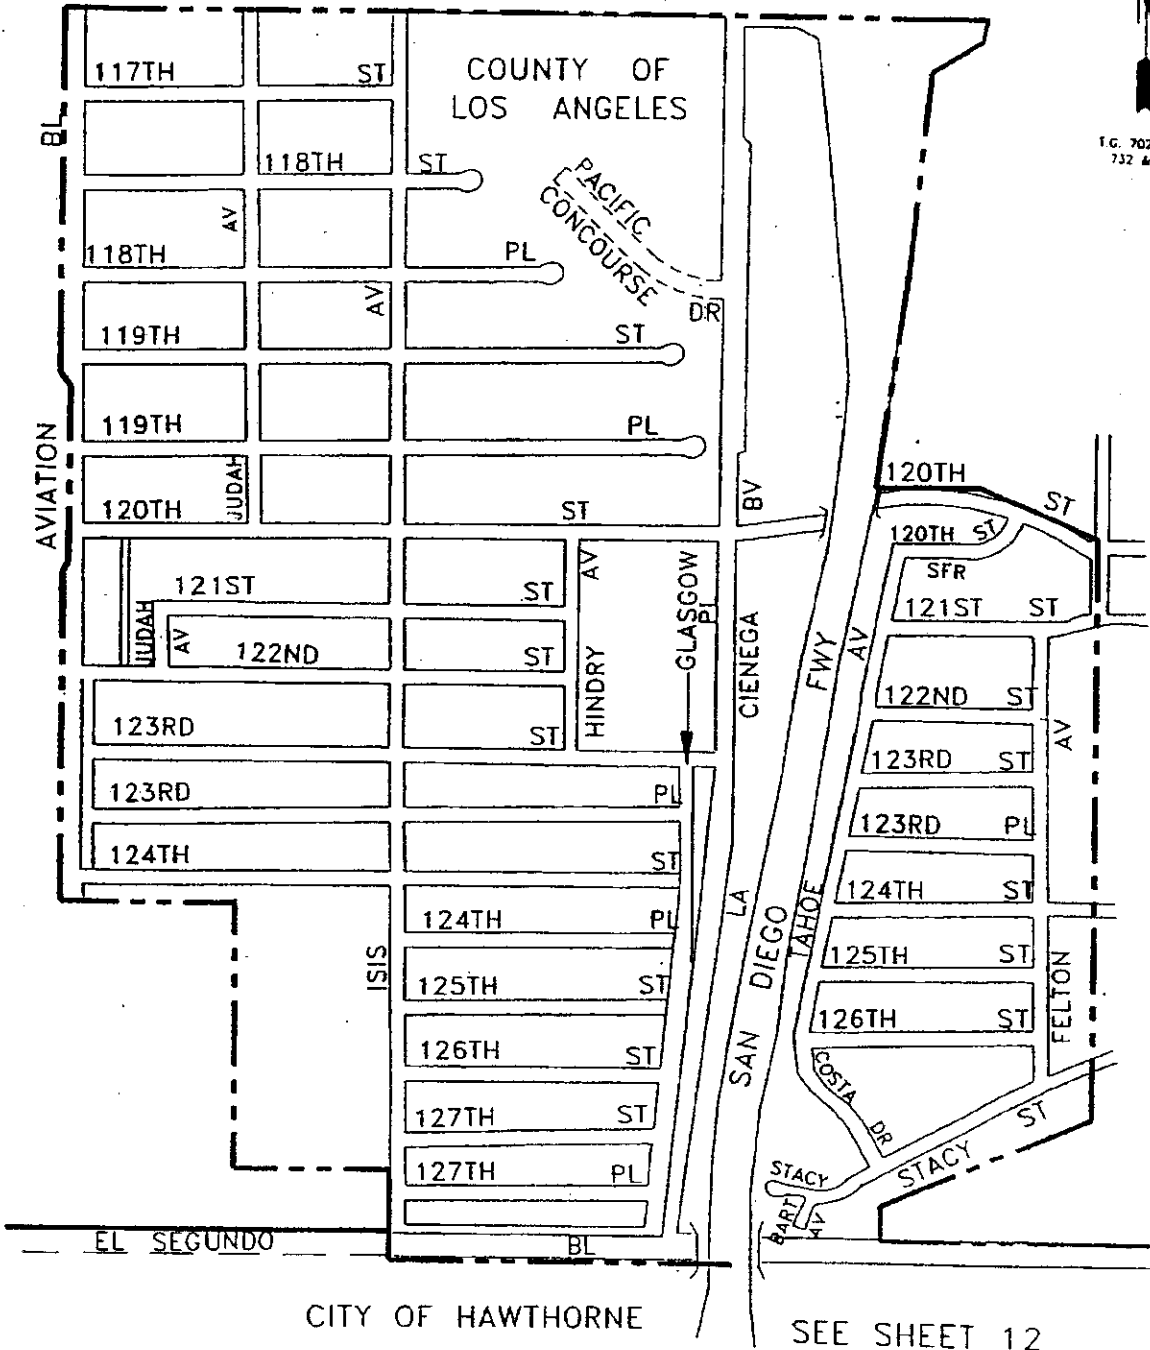 117TH ST
COUNTY OF
LOS ANGELES
BL
118TH ST
T.G. 702
732 &
PACIFIC
CONCOURSE
DR
AV
118TH PL
AV
119TH ST
119TH PL
AVIATION
JUDAH
120TH ST
BV
120TH ST
120TH ST
SFR
121ST ST
AV
GLASGOW
PL
121ST ST
JUDAH
AV
122ND ST
HINDRY
CIENEGA
FWY
AV
122ND ST
AV
123RD ST
123RD ST
123RD PL
123RD PL
124TH ST
124TH ST
LA
TAHOE
124TH PL
SAN DIEGO
125TH ST
ISIS
125TH ST
FELTON
126TH ST
126TH ST
COSTA
DR
127TH ST
STACY ST
127TH PL
STACY
BART
AV
EL SEGUNDO BL
CITY OF HAWTHORNE
SEE SHEET 12